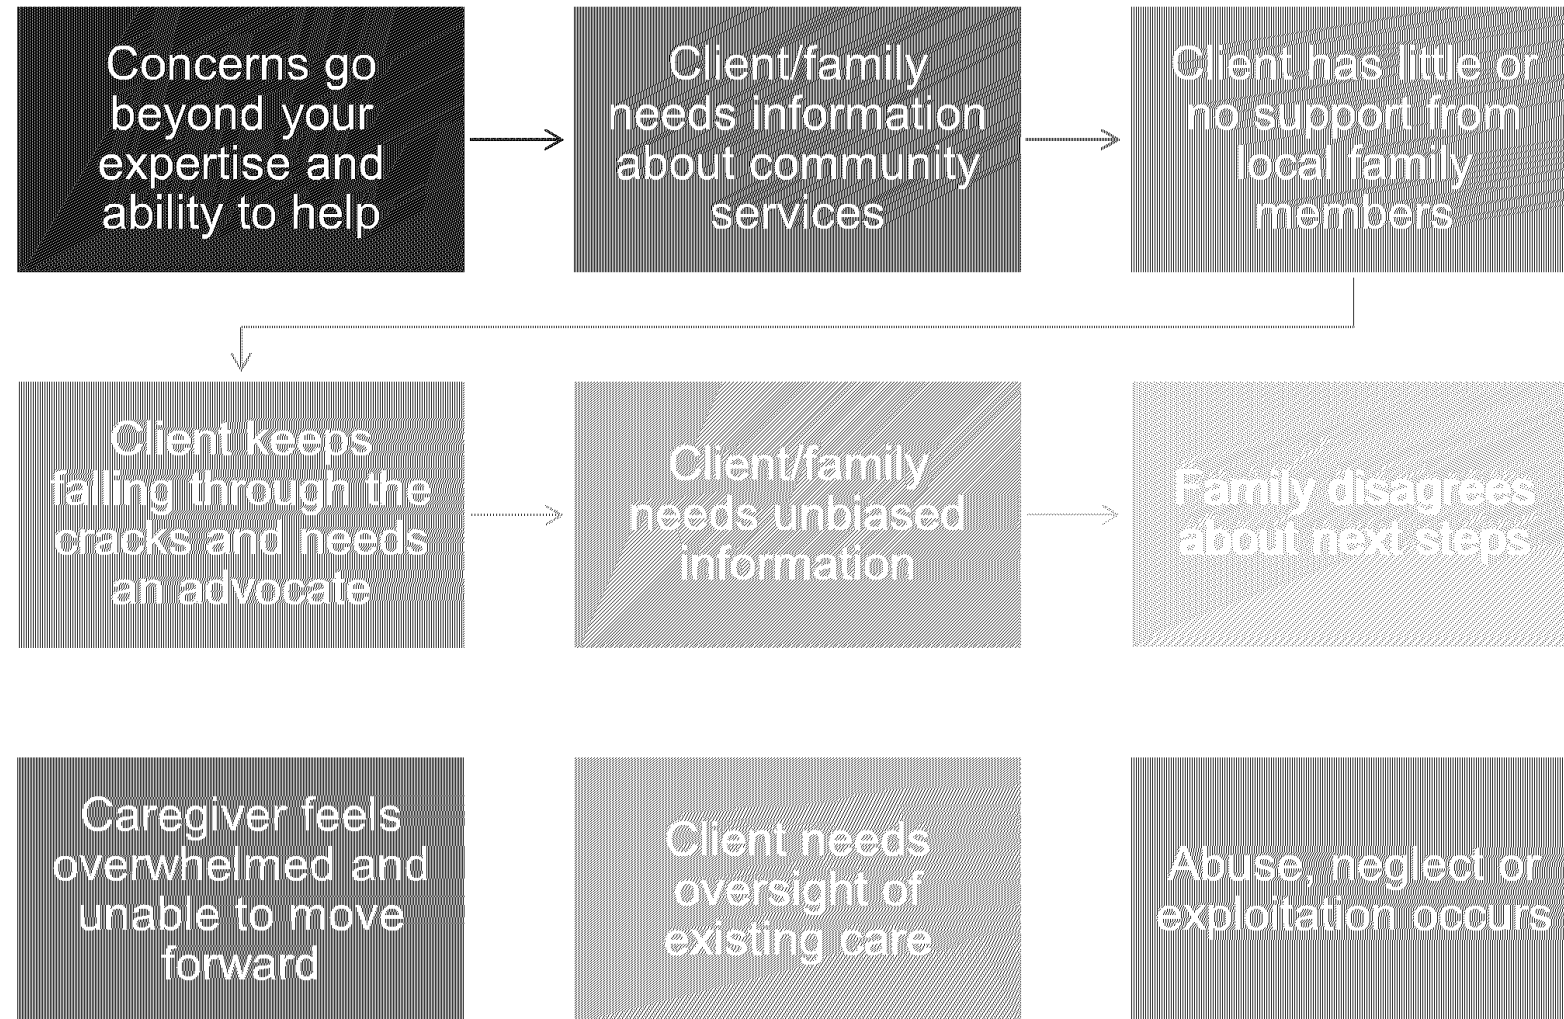 Concerns go
beyond your
expertise and
ability to help
Client/family
needs information
about community
services
Client has little or
no support from
local family
members
Client keeps
falling through the
cracks and needs
an advocate
Client/family
needs unbiased
information
Family disagrees
about next steps
Caregiver feels
overwhelmed and
unable to move
forward
Client needs
oversight of
existing care
Abuse, neglect or
exploitation occurs